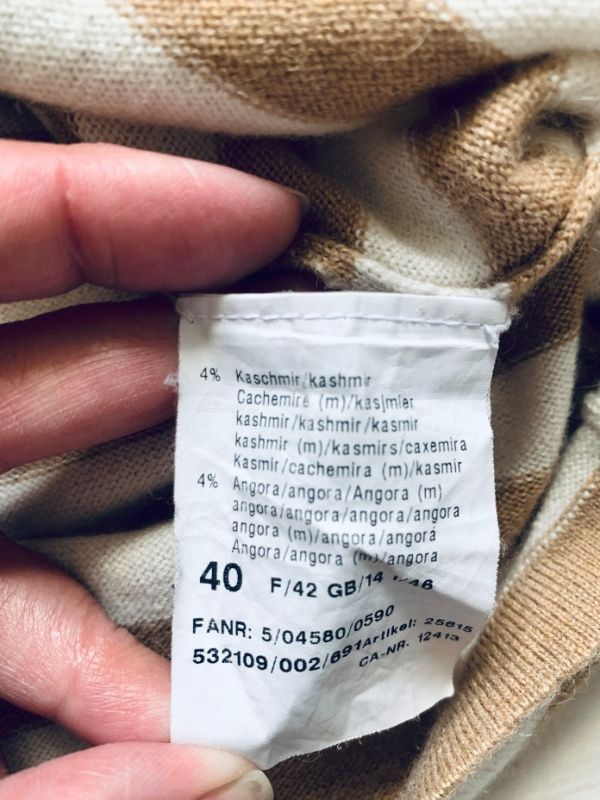 4% Kaschmir/kashmir
Cachemire (m)/kasjmier
kashmir/kashmir/kasmir
kashmir (m)/kasmirs/caxemira
Kasmir/cachemira (m)/kasmir
4% Angora/angora/Angora (m)
angora/angora/angora/angora
angora (m)/angora/angora
Angora/angora (m)/angora
40 F/42 GB/14 I/46
FANR: 5/04580/0590
532109/002/691 Artikel: 25615
CA-NR. 12413